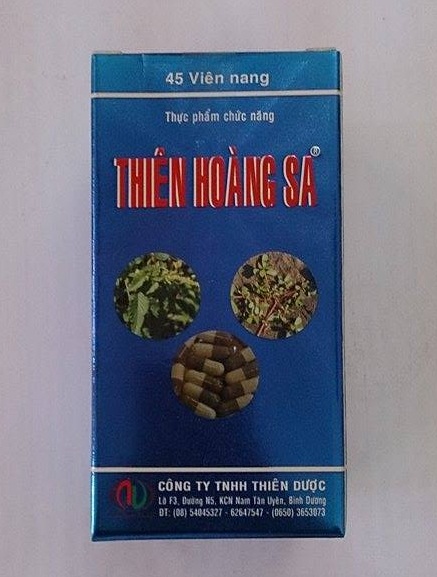 45 Viên nang
Thực phẩm chức năng
THIÊN HOÀNG SA®
CÔNG TY TNHH THIÊN DƯỢC
Lô F3, Đường N5, KCN Nam Tân Uyên, Bình Dương
ĐT: (08) 54045327 - 62647547 - (0650) 3653073